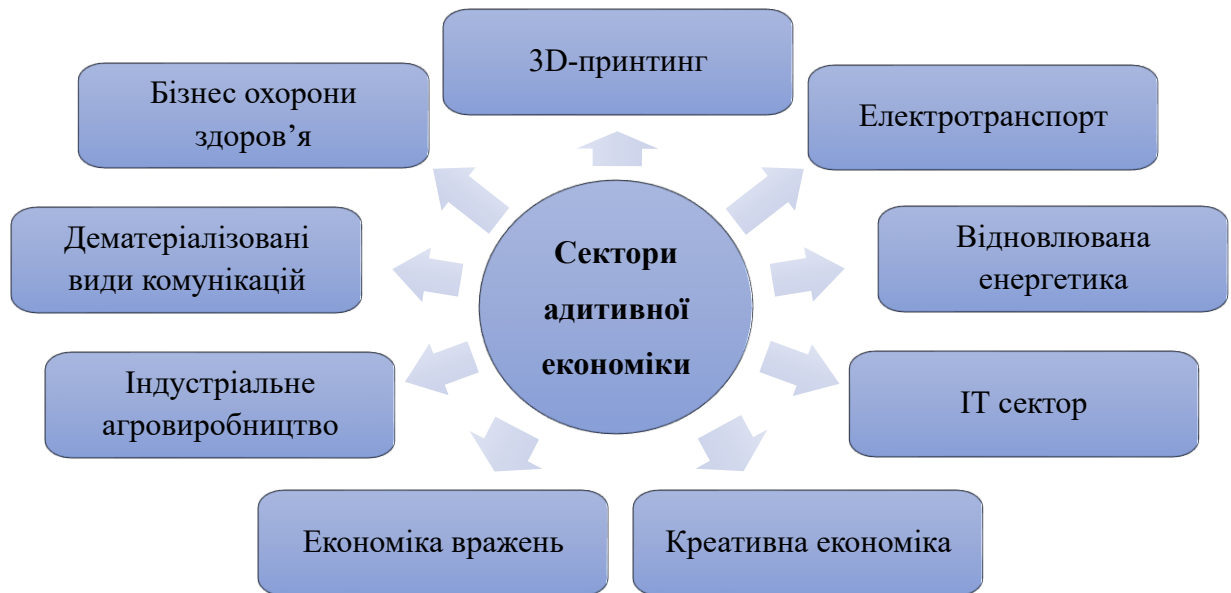 3D-принтинг
Бізнес охорони
здоров’я
Електротранспорт
Дематеріалізовані
види комунікацій
Сектори
адитивної
економіки
Відновлювана
енергетика
Індустріальне
агровиробництво
ІТ сектор
Економіка вражень
Креативна економіка